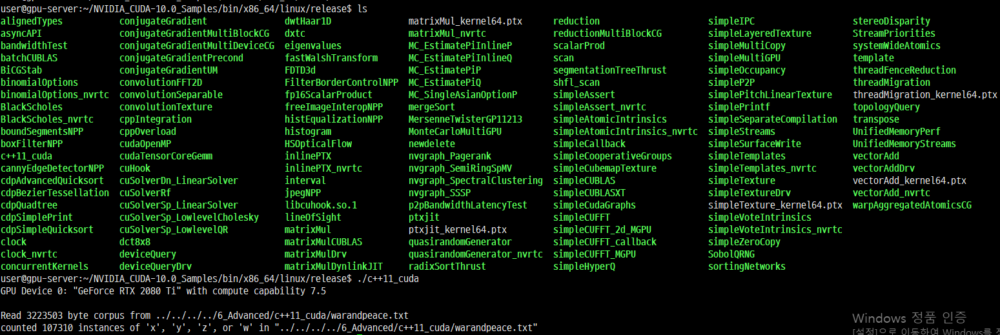 user@gpu-server:~/NVIDIA_CUDA-10.0_Samples/bin/x86_64/linux/release$ ls
alignedTypes conjugateGradient dwtHaar1D matrixMul_kernel64.ptx reduction simpleIPC stereoDisparity
asyncAPI conjugateGradientMultiBlockCG dxtc matrixMul_nvrtc reductionMultiBlockCG simpleLayeredTexture StreamPriorities
bandwidthTest conjugateGradientMultiDeviceCG eigenvalues MC_EstimatePiInlineP scalarProd simpleMultiCopy systemWideAtomics
batchCUBLAS conjugateGradientPrecond fastWalshTransform MC_EstimatePiInlineQ scan simpleMultiGPU template
BiCGStab conjugateGradientUM FDTD3d MC_EstimatePiP segmentationTreeThrust simpleOccupancy threadFenceReduction
binomialOptions convolutionFFT2D FilterBorderControlNPP MC_EstimatePiQ shfl_scan simpleP2P threadMigration
binomialOptions_nvrtc convolutionSeparable fp16ScalarProduct MC_SingleAsianOptionP simpleAssert simplePitchLinearTexture threadMigration_kernel64.ptx
BlackScholes convolutionTexture freeImageInteropNPP mergeSort simpleAssert_nvrtc simplePrintf topologyQuery
BlackScholes_nvrtc cppIntegration histEqualizationNPP MersenneTwisterGP11213 simpleAtomicIntrinsics simpleSeparateCompilation transpose
boundSegmentsNPP cppOverload histogram MonteCarloMultiGPU simpleAtomicIntrinsics_nvrtc simpleStreams UnifiedMemoryPerf
boxFilterNPP cudaOpenMP HSOpticalFlow newdelete simpleCallback simpleSurfaceWrite UnifiedMemoryStreams
c++11_cuda cudaTensorCoreGemm inlinePTX nvgraph_Pagerank simpleCooperativeGroups simpleTemplates vectorAdd
cannyEdgeDetectorNPP cuHook inlinePTX_nvrtc nvgraph_SemiRingSpMV simpleCubemapTexture simpleTemplates_nvrtc vectorAddDrv
cdpAdvancedQuicksort cuSolverDn_LinearSolver interval nvgraph_SpectralClustering simpleCUBLAS simpleTexture vectorAdd_kernel64.ptx
cdpBezierTessellation cuSolverRf jpegNPP nvgraph_SSSP simpleCUBLASXT simpleTextureDrv vectorAdd_nvrtc
cdpQuadtree cuSolverSp_LinearSolver libcuhook.so.1 p2pBandwidthLatencyTest simpleCudaGraphs simpleTexture_kernel64.ptx warpAggregatedAtomicsCG
cdpSimplePrint cuSolverSp_LowlevelCholesky lineOfSight ptxjit simpleCUFFT simpleVoteIntrinsics
cdpSimpleQuicksort cuSolverSp_LowlevelQR matrixMul ptxjit_kernel64.ptx simpleCUFFT_2d_MGPU simpleVoteIntrinsics_nvrtc
clock dct8x8 matrixMulCUBLAS quasirandomGenerator simpleCUFFT_callback simpleZeroCopy
clock_nvrtc deviceQuery matrixMulDrv quasirandomGenerator_nvrtc simpleCUFFT_MGPU SobolQRNG
concurrentKernels deviceQueryDrv matrixMulDynlinkJIT radixSortThrust simpleHyperQ sortingNetworks
user@gpu-server:~/NVIDIA_CUDA-10.0_Samples/bin/x86_64/linux/release$ ./c++11_cuda
GPU Device 0: "GeForce RTX 2080 Ti" with compute capability 7.5
Read 3223503 byte corpus from ../../../../6_Advanced/c++11_cuda/warandpeace.txt
counted 107310 instances of 'x', 'y', 'z', or 'w' in "../../../../6_Advanced/c++11_cuda/warandpeace.txt"
Windows 정품 인증
[설정]으로 이동하여 Windows를